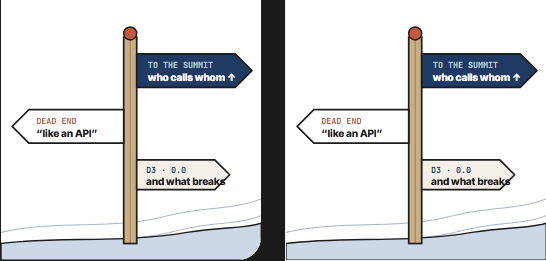 TO THE SUMMIT
who calls whom ↑
DEAD END
“like an API”
D3 · 0.0
and what breaks
TO THE SUMMIT
who calls whom ↑
DEAD END
“like an API”
D3 · 0.0
and what breaks